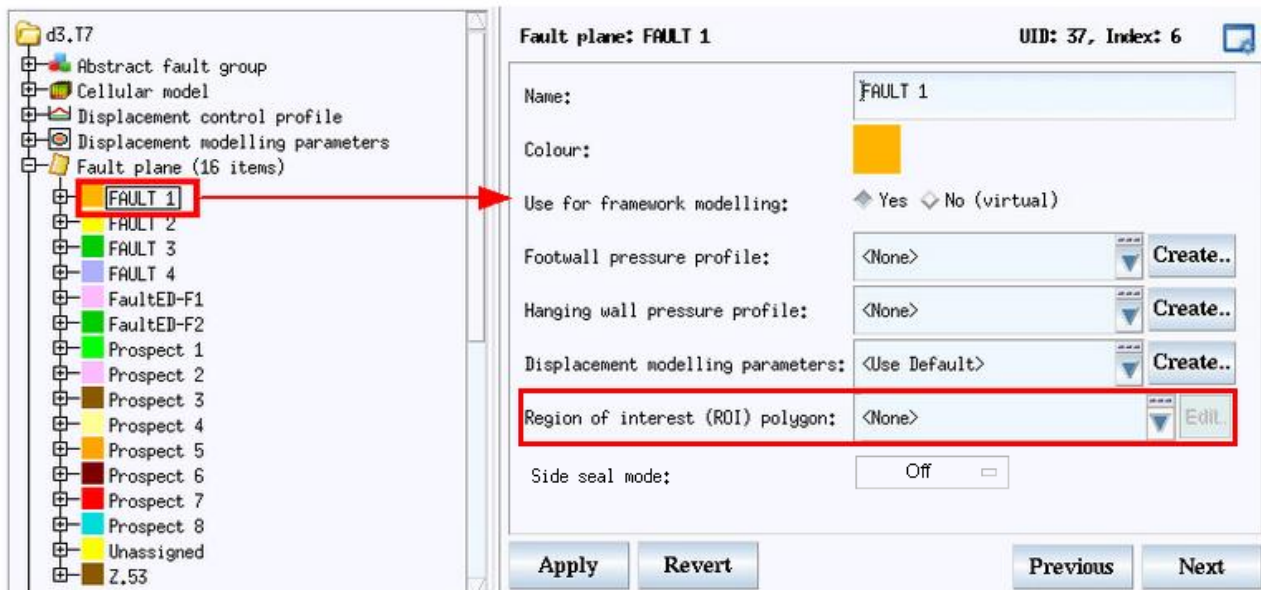 d3.T7
Abstract fault group
Cellular model
Displacement control profile
Displacement modelling parameters
Fault plane (16 items)
FAULT 1
FAULT 2
FAULT 3
FAULT 4
FaultED-F1
FaultED-F2
Prospect 1
Prospect 2
Prospect 3
Prospect 4
Prospect 5
Prospect 6
Prospect 7
Prospect 8
Unassigned
Z.53
Fault plane: FAULT 1 UID: 37, Index: 6
Name: FAULT 1
Colour:
Use for framework modelling: Yes No (virtual)
Footwall pressure profile: <None> Create..
Hanging wall pressure profile: <None> Create..
Displacement modelling parameters: <Use Default> Create..
Region of interest (ROI) polygon: <None> Edit.
Side seal mode: Off
Apply Revert Previous Next